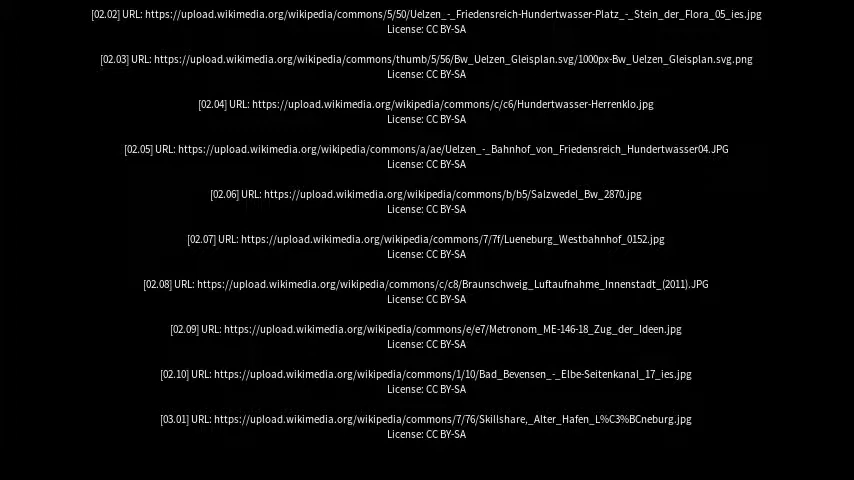 [02.02] URL: https://upload.wikimedia.org/wikipedia/commons/5/50/Uelzen_-_Friedensreich-Hundertwasser-Platz_-_Stein_der_Flora_05_ies.jpg
License: CC BY-SA
[02.03] URL: https://upload.wikimedia.org/wikipedia/commons/thumb/5/56/Bw_Uelzen_Gleisplan.svg/1000px-Bw_Uelzen_Gleisplan.svg.png
License: CC BY-SA
[02.04] URL: https://upload.wikimedia.org/wikipedia/commons/c/c6/Hundertwasser-Herrenklo.jpg
License: CC BY-SA
[02.05] URL: https://upload.wikimedia.org/wikipedia/commons/a/ae/Uelzen_-_Bahnhof_von_Friedensreich_Hundertwasser04.JPG
License: CC BY-SA
[02.06] URL: https://upload.wikimedia.org/wikipedia/commons/b/b5/Salzwedel_Bw_2870.jpg
License: CC BY-SA
[02.07] URL: https://upload.wikimedia.org/wikipedia/commons/7/7f/Lueneburg_Westbahnhof_0152.jpg
License: CC BY-SA
[02.08] URL: https://upload.wikimedia.org/wikipedia/commons/c/c8/Braunschweig_Luftaufnahme_Innenstadt_(2011).JPG
License: CC BY-SA
[02.09] URL: https://upload.wikimedia.org/wikipedia/commons/e/e7/Metronom_ME-146-18_Zug_der_Ideen.jpg
License: CC BY-SA
[02.10] URL: https://upload.wikimedia.org/wikipedia/commons/1/10/Bad_Bevensen_-_Elbe-Seitenkanal_17_ies.jpg
License: CC BY-SA
[03.01] URL: https://upload.wikimedia.org/wikipedia/commons/7/76/Skillshare,_Alter_Hafen_L%C3%BCneburg.jpg
License: CC BY-SA